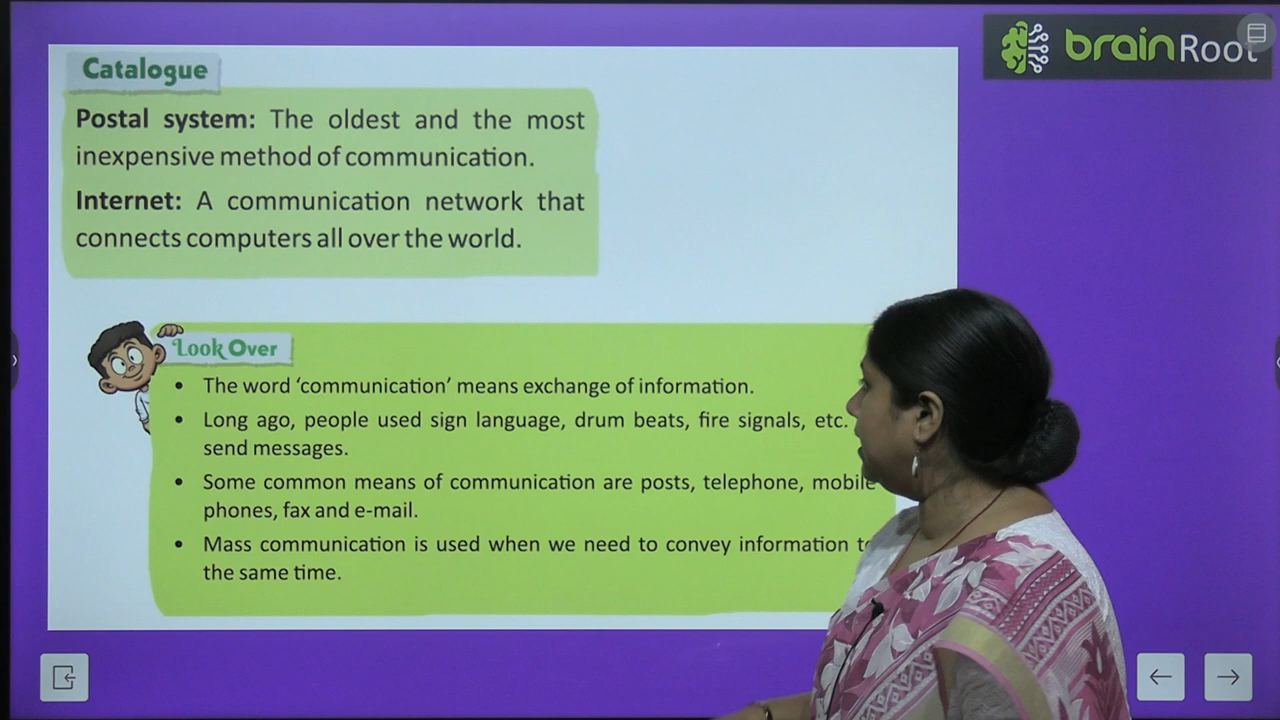 brainRoot
Catalogue
Postal system: The oldest and the most
inexpensive method of communication.
Internet: A communication network that
connects computers all over the world.
Look Over
• The word ‘communication’ means exchange of information.
• Long ago, people used sign language, drum beats, fire signals, etc.
send messages.
• Some common means of communication are posts, telephone, mobile
phones, fax and e-mail.
• Mass communication is used when we need to convey information
the same time.